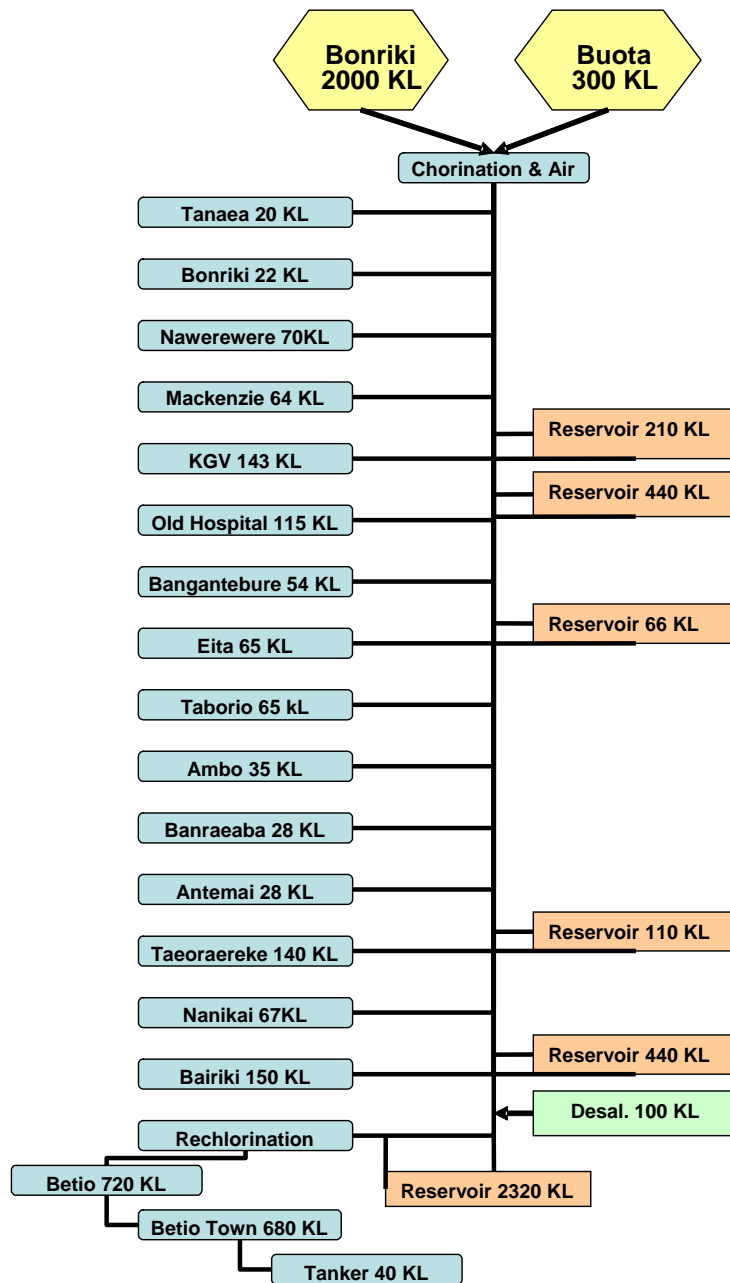 Bonriki
2000 KL
Buota
300 KL
Chorination & Air
Tanaea 20 KL
Bonriki 22 KL
Nawerewere 70KL
Mackenzie 64 KL
Reservoir 210 KL
KGV 143 KL
Reservoir 440 KL
Old Hospital 115 KL
Bangantebure 54 KL
Reservoir 66 KL
Eita 65 KL
Taborio 65 kL
Ambo 35 KL
Banraeaba 28 KL
Antemai 28 KL
Reservoir 110 KL
Taeoraereke 140 KL
Nanikai 67KL
Reservoir 440 KL
Bairiki 150 KL
Desal. 100 KL
Rechlorination
Betio 720 KL
Reservoir 2320 KL
Betio Town 680 KL
Tanker 40 KL